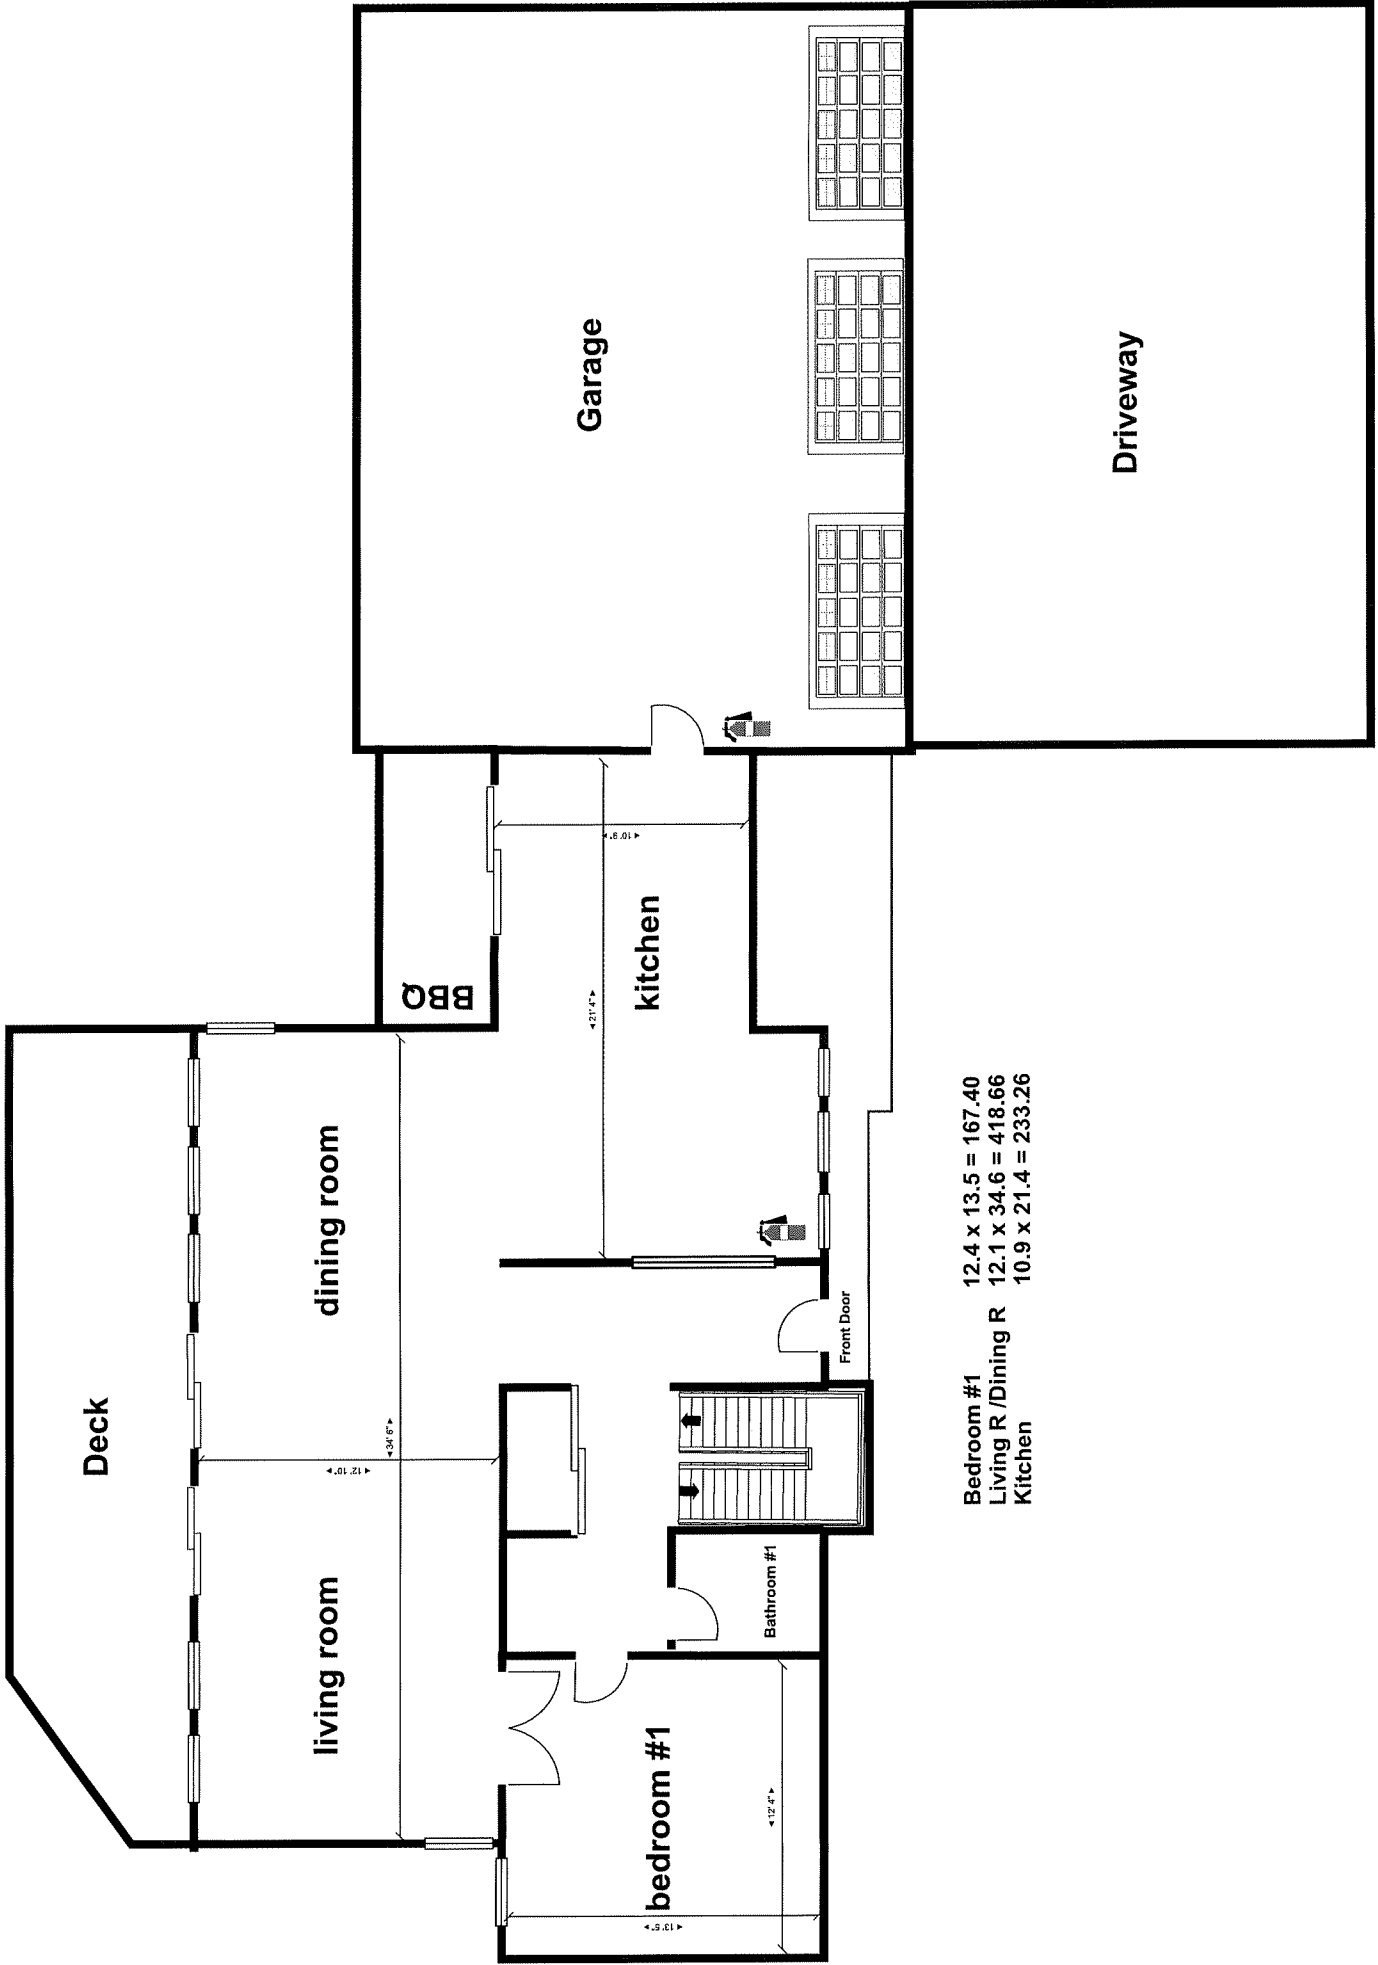 Deck
living room
dining room
BBQ
kitchen
Garage
Driveway
bedroom #1
Bathroom #1
Front Door
34' 6"
12' 10"
21' 4"
10' 9"
13' 5"
12' 4"
Bedroom #1 12.4 x 13.5 = 167.40
Living R /Dining R 12.1 x 34.6 = 418.66
Kitchen 10.9 x 21.4 = 233.26